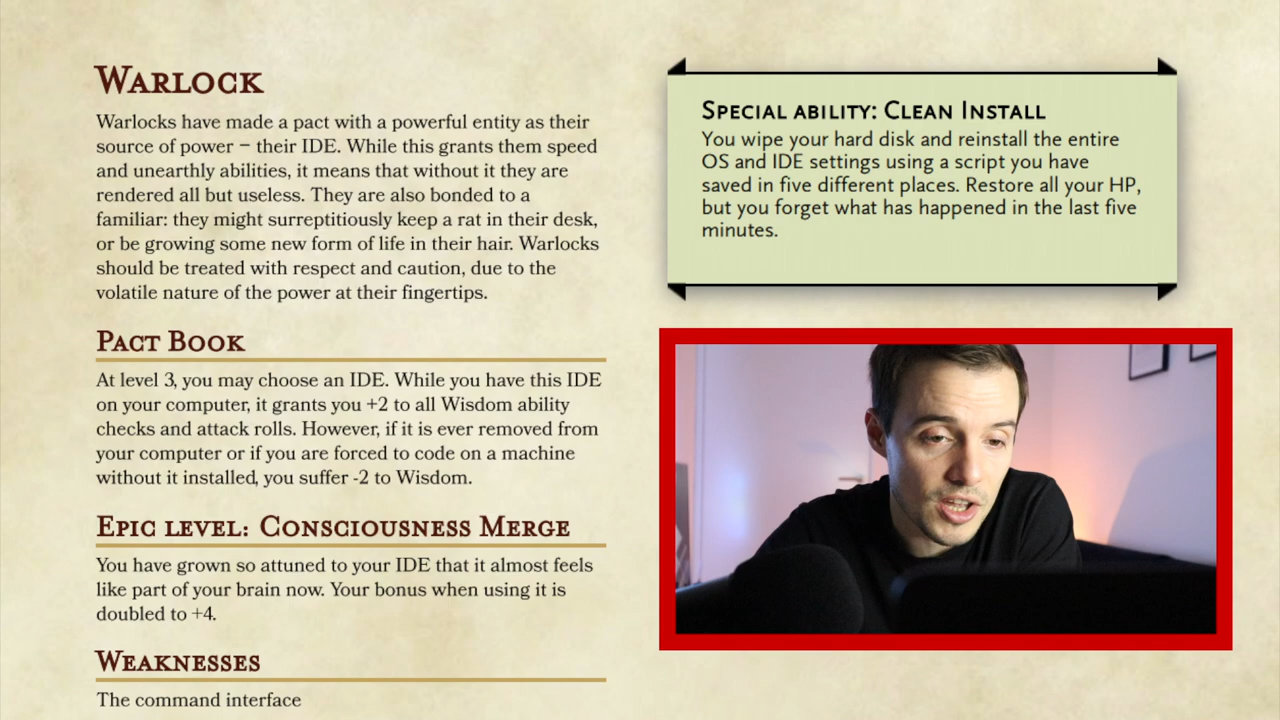 Warlock
Warlocks have made a pact with a powerful entity as their
source of power – their IDE. While this grants them speed
and unearthly abilities, it means that without it they are
rendered all but useless. They are also bonded to a
familiar: they might surreptitiously keep a rat in their desk,
or be growing some new form of life in their hair. Warlocks
should be treated with respect and caution, due to the
volatile nature of the power at their fingertips.
Pact Book
At level 3, you may choose an IDE. While you have this IDE
on your computer, it grants you +2 to all Wisdom ability
checks and attack rolls. However, if it is ever removed from
your computer or if you are forced to code on a machine
without it installed, you suffer -2 to Wisdom.
Epic level: Consciousness Merge
You have grown so attuned to your IDE that it almost feels
like part of your brain now. Your bonus when using it is
doubled to +4.
Weaknesses
The command interface
Special ability: Clean Install
You wipe your hard disk and reinstall the entire
OS and IDE settings using a script you have
saved in five different places. Restore all your HP,
but you forget what has happened in the last five
minutes.